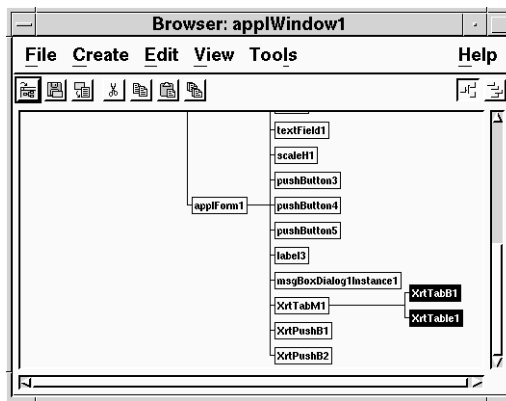 Browser: applWindow1
File Create Edit View Tools Help
textField1
scaleH1
pushButton3
applForm1 pushButton4
pushButton5
label3
msgBoxDialog1Instance1
XrtTabB1
XrtTabM1
XrtTable1
XrtPushB1
XrtPushB2